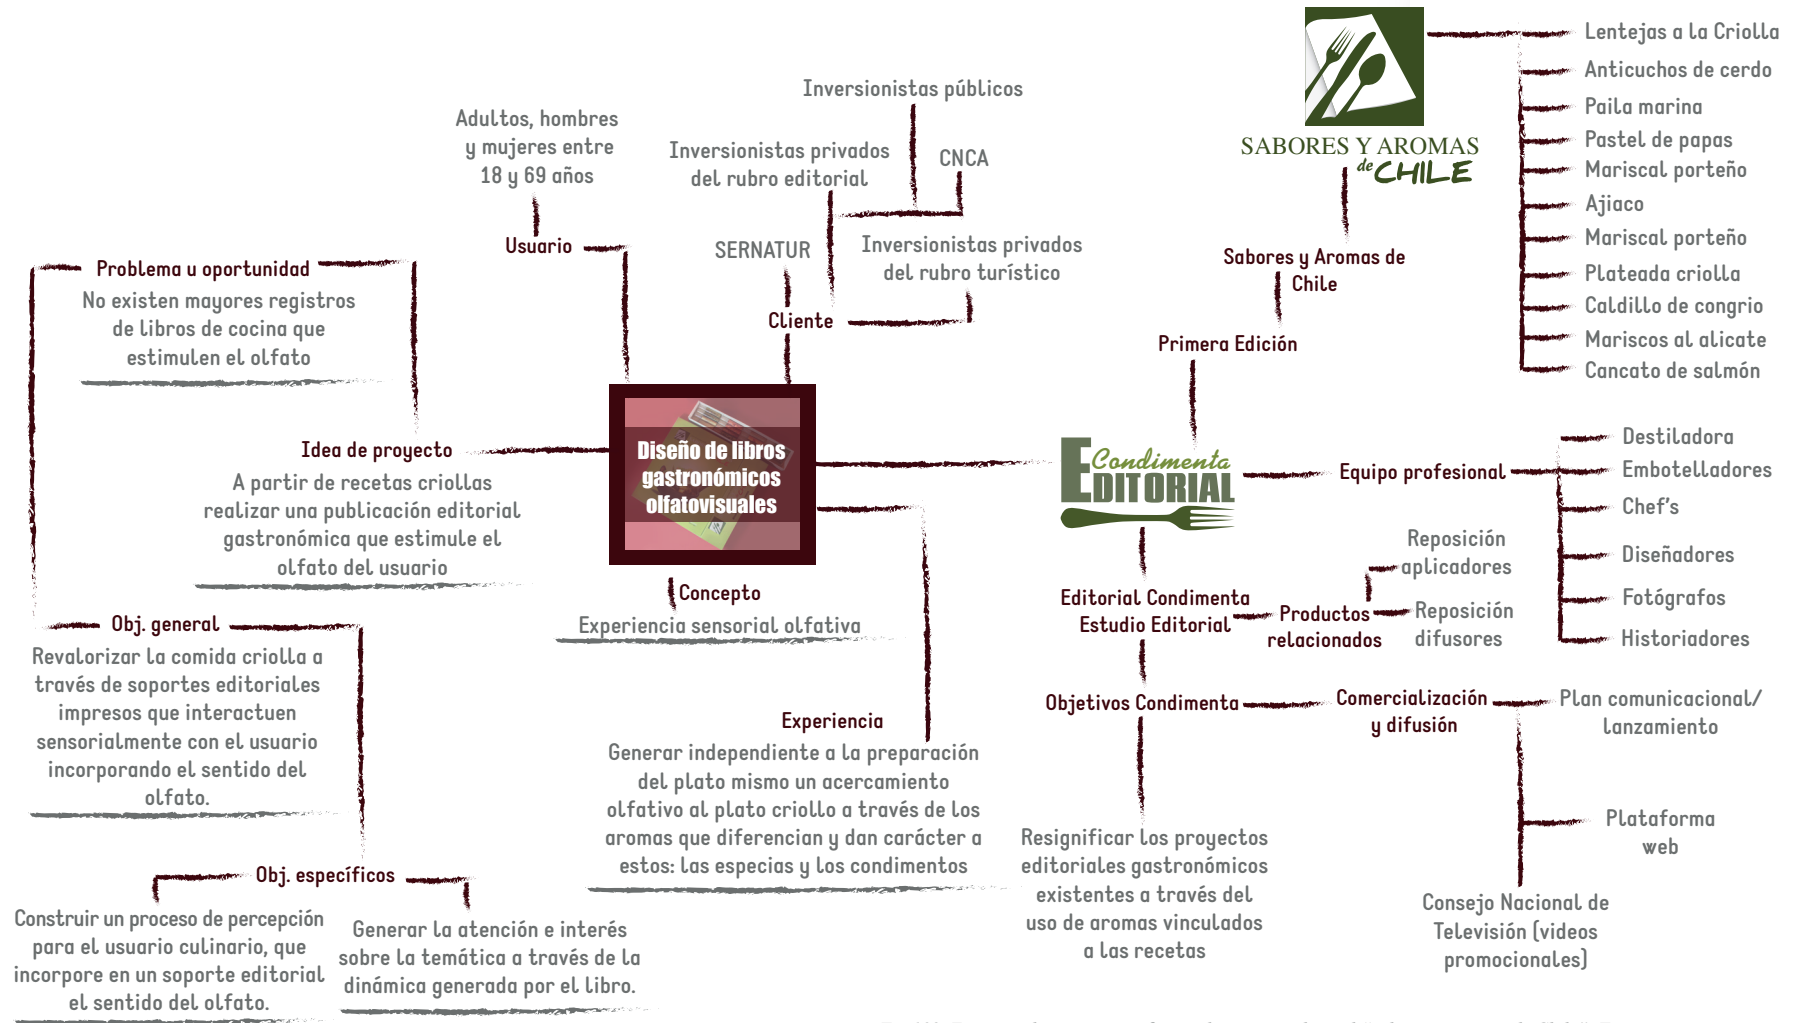 Lentejas a la Criolla
Anticuchos de cerdo
Paila marina
Pastel de papas
Mariscal porteño
Ajiaco
Mariscal porteño
Plateada criolla
Caldillo de congrio
Mariscos al alicate
Cancato de salmón
SABORES Y AROMAS
de CHILE
Sabores y Aromas de
Chile
Primera Edición
Inversionistas públicos
Adultos, hombres
y mujeres entre
18 y 69 años
Usuario
Inversionistas privados
del rubro editorial
CNCA
SERNATUR
Inversionistas privados
del rubro turístico
Cliente
Problema u oportunidad
No existen mayores registros
de libros de cocina que
estimulen el olfato
Idea de proyecto
A partir de recetas criollas
realizar una publicación editorial
gastronómica que estimule el
olfato del usuario
Diseño de libros
gastronómicos
olfatovisuales
Condimenta
EDITORIAL
Equipo profesional
Destiladora
Embotelladores
Chef's
Diseñadores
Fotógrafos
Historiadores
Concepto
Experiencia sensorial olfativa
Editorial Condimenta
Estudio Editorial
Productos
relacionados
Reposición
aplicadores
Reposición
difusores
Obj. general
Revalorizar la comida criolla a
través de soportes editoriales
impresos que interactuen
sensorialmente con el usuario
incorporando el sentido del
olfato.
Experiencia
Generar independiente a la preparación
del plato mismo un acercamiento
olfativo al plato criollo a través de los
aromas que diferencian y dan carácter a
estos: las especias y los condimentos
Objetivos Condimenta
Resignificar los proyectos
editoriales gastronómicos
existentes a través del
uso de aromas vinculados
a las recetas
Comercialización
y difusión
Plan comunicacional/
lanzamiento
Plataforma
web
Consejo Nacional de
Televisión (videos
promocionales)
Obj. específicos
Construir un proceso de percepción
para el usuario culinario, que
incorpore en un soporte editorial
el sentido del olfato.
Generar la atención e interés
sobre la temática a través de la
dinámica generada por el libro.